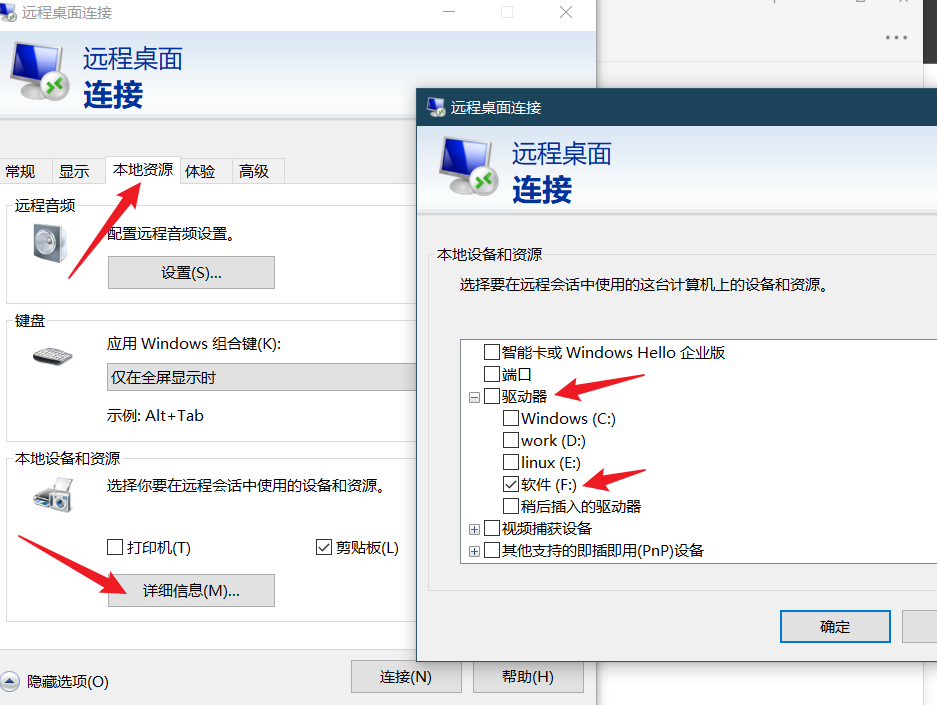 远程桌面连接
远程桌面
连接
常规 显示 本地资源 体验 高级
远程音频
配置远程音频设置。
设置(S)...
键盘
应用 Windows 组合键(K):
仅在全屏显示时
示例: Alt+Tab
本地设备和资源
选择你要在远程会话中使用的设备和资源。
打印机(T) 剪贴板(L)
详细信息(M)...
隐藏选项(O) 连接(N) 帮助(H)
远程桌面连接
远程桌面
连接
本地设备和资源
选择要在远程会话中使用的这台计算机上的设备和资源。
智能卡或 Windows Hello 企业版
端口
驱动器
Windows (C:)
work (D:)
linux (E:)
软件 (F:)
稍后插入的驱动器
视频捕获设备
其他支持的即插即用(PnP)设备
确定